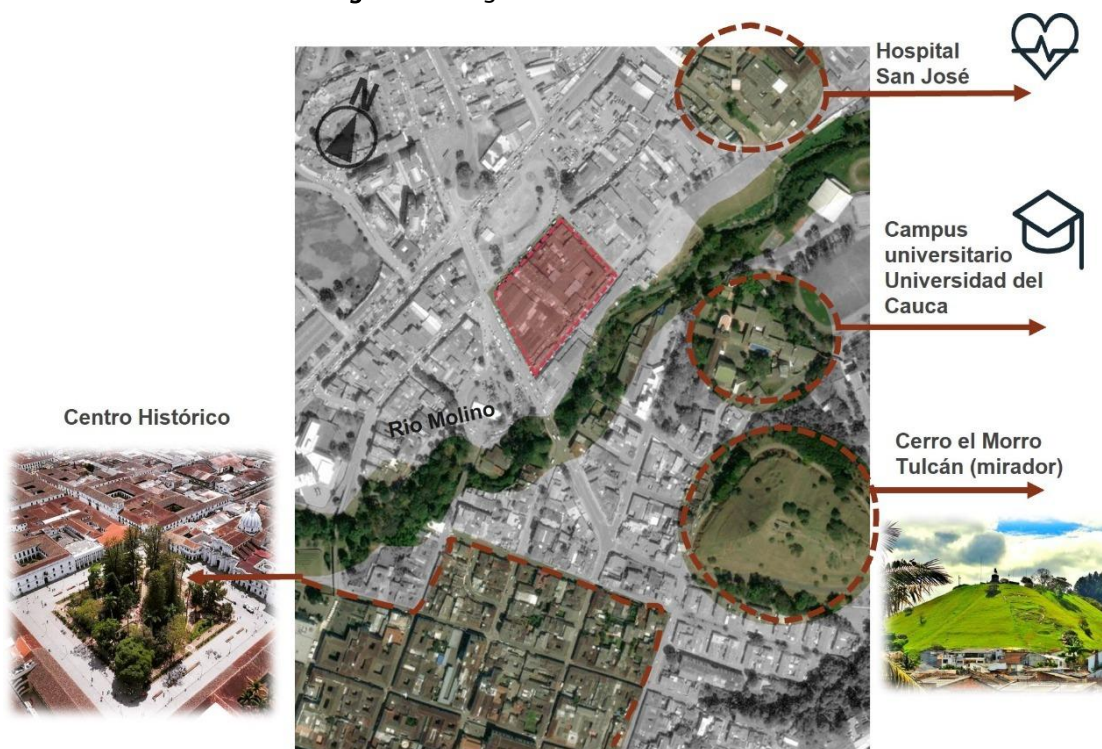 Hospital
San José
N
Campus
universitario
Universidad del
Cauca
Río Molino
Centro Histórico
Cerro el Morro
Tulcán (mirador)